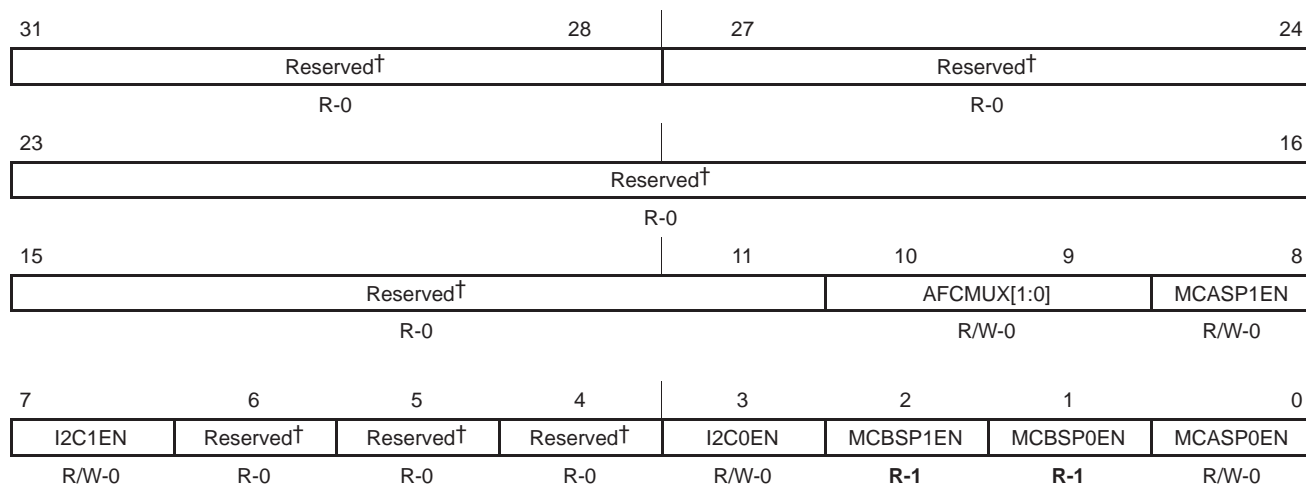 31 28 27 24
Reserved† Reserved†
R-0 R-0
23 16
Reserved†
R-0
15 11 10 9 8
Reserved† AFCMUX[1:0] MCASP1EN
R-0 R/W-0 R/W-0
7 6 5 4 3 2 1 0
I2C1EN Reserved† Reserved† Reserved† I2C0EN MCBSP1EN MCBSP0EN MCASP0EN
R/W-0 R-0 R-0 R-0 R/W-0 R-1 R-1 R/W-0